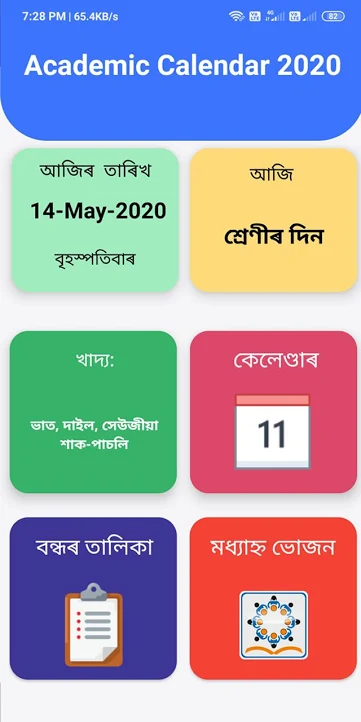 7:28 PM | 65.4KB/s
82
Academic Calendar 2020
আজিৰ তাৰিখ
14-May-2020
বৃহস্পতিবাৰ
আজি
শ্ৰেণীৰ দিন
খাদ্য:
ভাত, দাইল, সেউজীয়া
শাক-পাচলি
কেলেণ্ডাৰ
11
বন্ধৰ তালিকা
মধ্যাহ্ন ভোজন